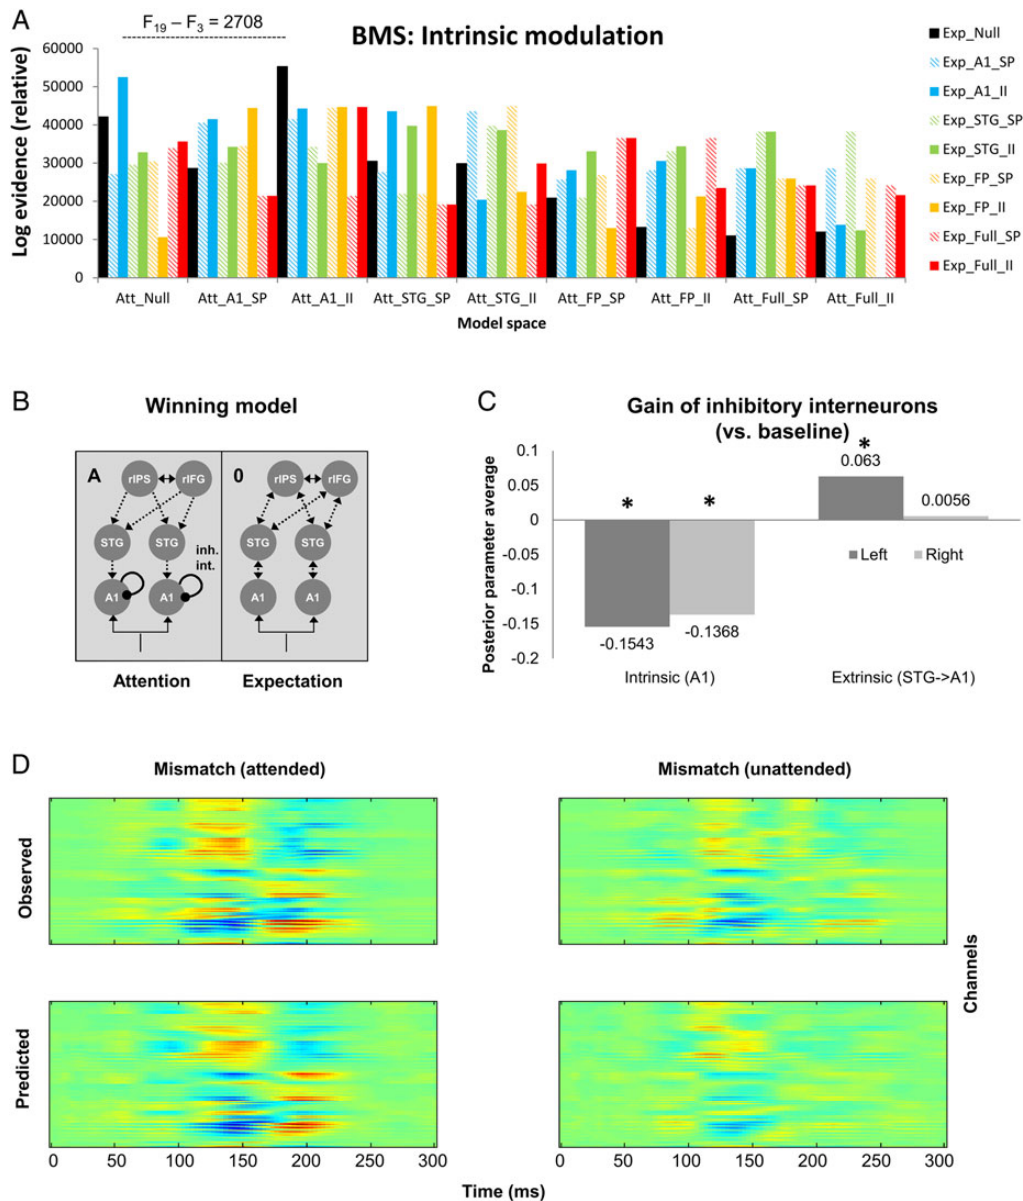 A
F19 – F3 = 2708
BMS: Intrinsic modulation
Log evidence (relative)
60000
50000
40000
30000
20000
10000
0
Att_Null Att_A1_SP Att_A1_II Att_STG_SP Att_STG_II Att_FP_SP Att_FP_II Att_Full_SP Att_Full_II
Model space
Exp_Null
Exp_A1_SP
Exp_A1_II
Exp_STG_SP
Exp_STG_II
Exp_FP_SP
Exp_FP_II
Exp_Full_SP
Exp_Full_II
B
Winning model
A rIPS rIFG
STG STG
inh.
int.
A1 A1
Attention
0 rIPS rIFG
STG STG
A1 A1
Expectation
C
Gain of inhibitory interneurons
(vs. baseline)
Posterior parameter average
0.1
0.05
0
-0.05
-0.1
-0.15
-0.2
* * *
0.063
0.0056
-0.1543
-0.1368
Left Right
Intrinsic (A1) Extrinsic (STG->A1)
D
Mismatch (attended) Mismatch (unattended)
Observed
Predicted
Channels
0 50 100 150 200 250 300 0 50 100 150 200 250 300
Time (ms)